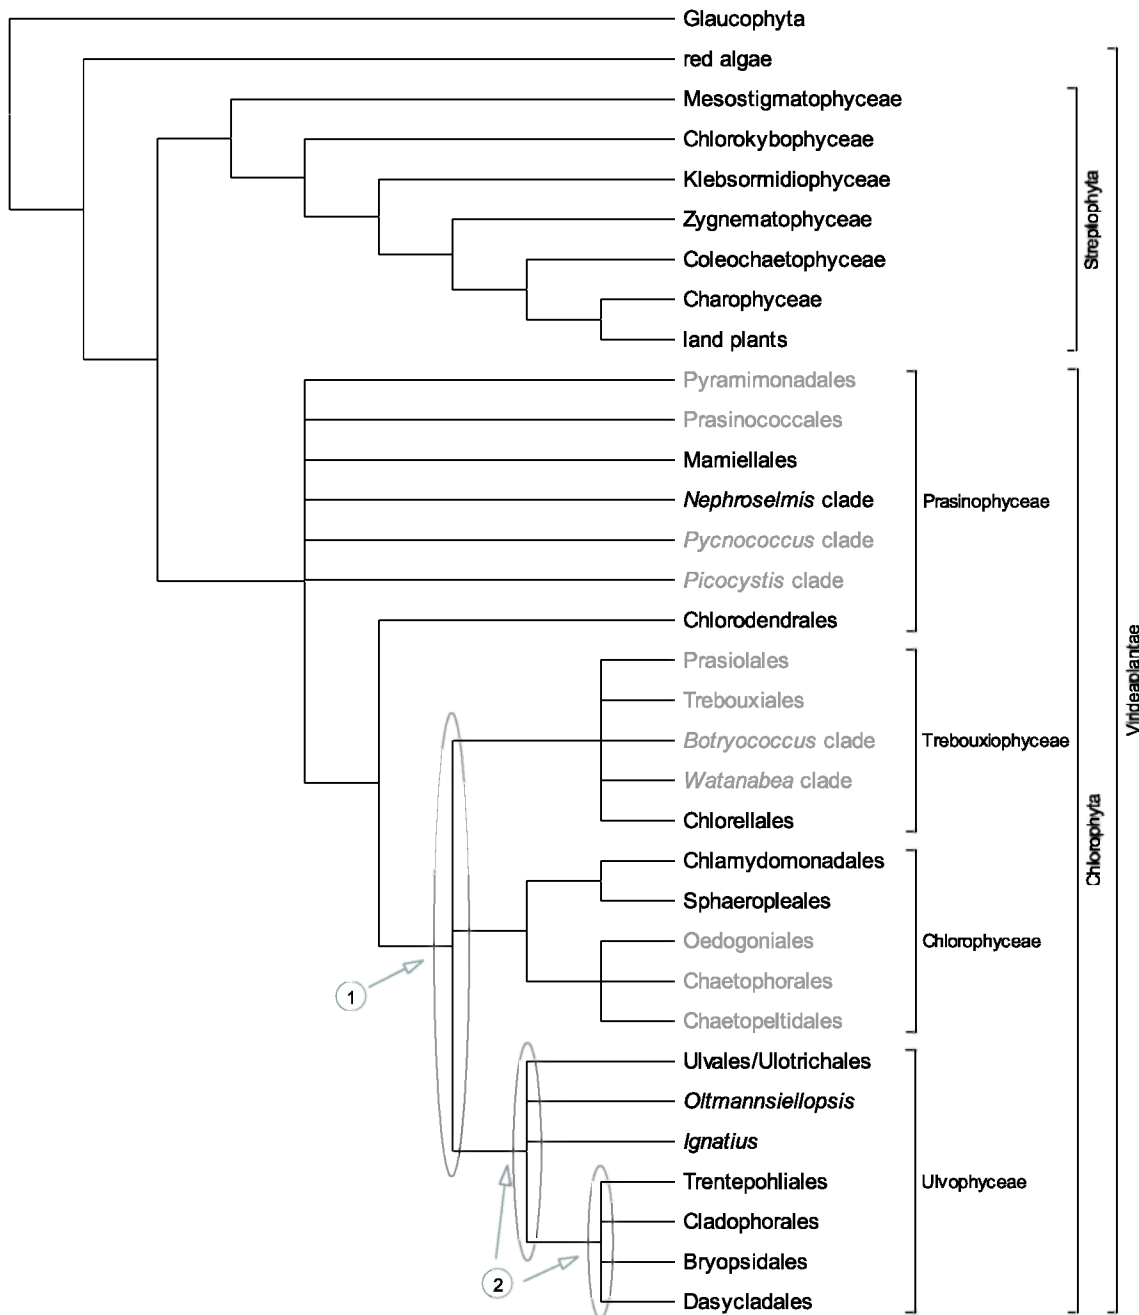 Glaucophyta
red algae
Mesostigmatophyceae
Chlorokybophyceae
Klebsormidiophyceae
Zygnematophyceae
Coleochaetophyceae
Charophyceae
land plants
Streptophyta
Pyramimonadales
Prasinococcales
Mamiellales
Nephroselmis clade
Pycnococcus clade
Picocystis clade
Chlorodendrales
Prasinophyceae
Prasiolales
Trebouxiales
Botryococcus clade
Watanabea clade
Chlorellales
Trebouxiophyceae
Chlamydomonadales
Sphaeropleales
Oedogoniales
Chaetophorales
Chaetopeltidales
Chlorophyceae
Ulvales/Ulotrichales
Oltmannsiellopsis
Ignatius
Trentepohliales
Cladophorales
Bryopsidales
Dasycladales
Ulvophyceae
Chlorophyta
Virideaplantae
1
2